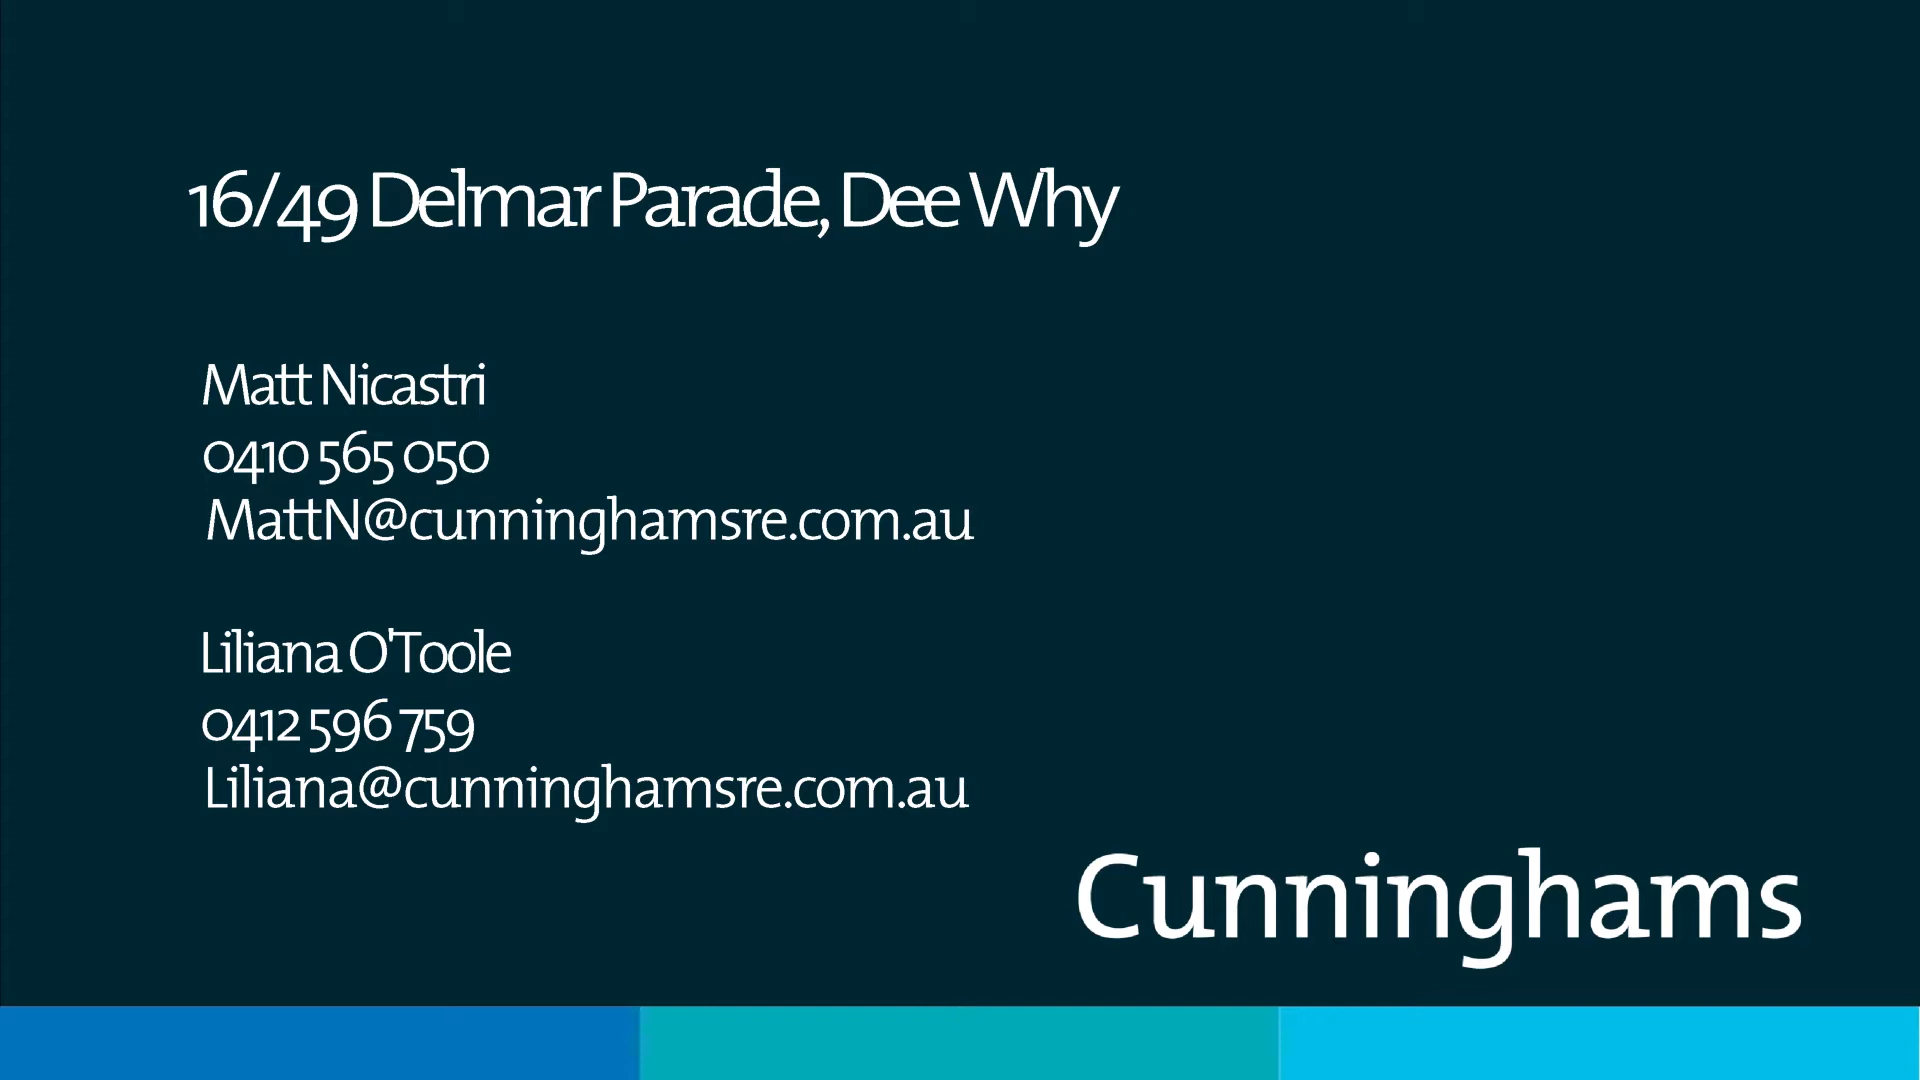 16/49 Delmar Parade, Dee Why
Matt Nicastri
0410 565 050
MattN@cunninghamsre.com.au
Liliana O'Toole
0412 596 759
Liliana@cunninghamsre.com.au
Cunninghams